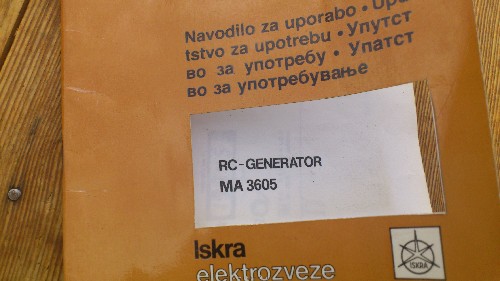 Navodilo za uporabo •
tstvo za upotrebu • Упутст
во за употребу • Упатст
во за употребување
RC-GENERATOR
MA 3605
Iskra
elektrozveze
ISKRA